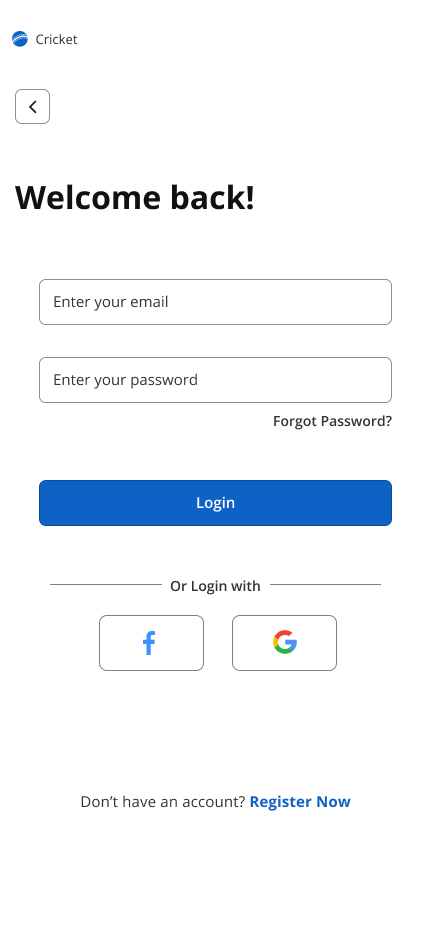 Cricket
Welcome back!
Enter your email
Enter your password
Forgot Password?
Login
Or Login with
Don’t have an account? Register Now